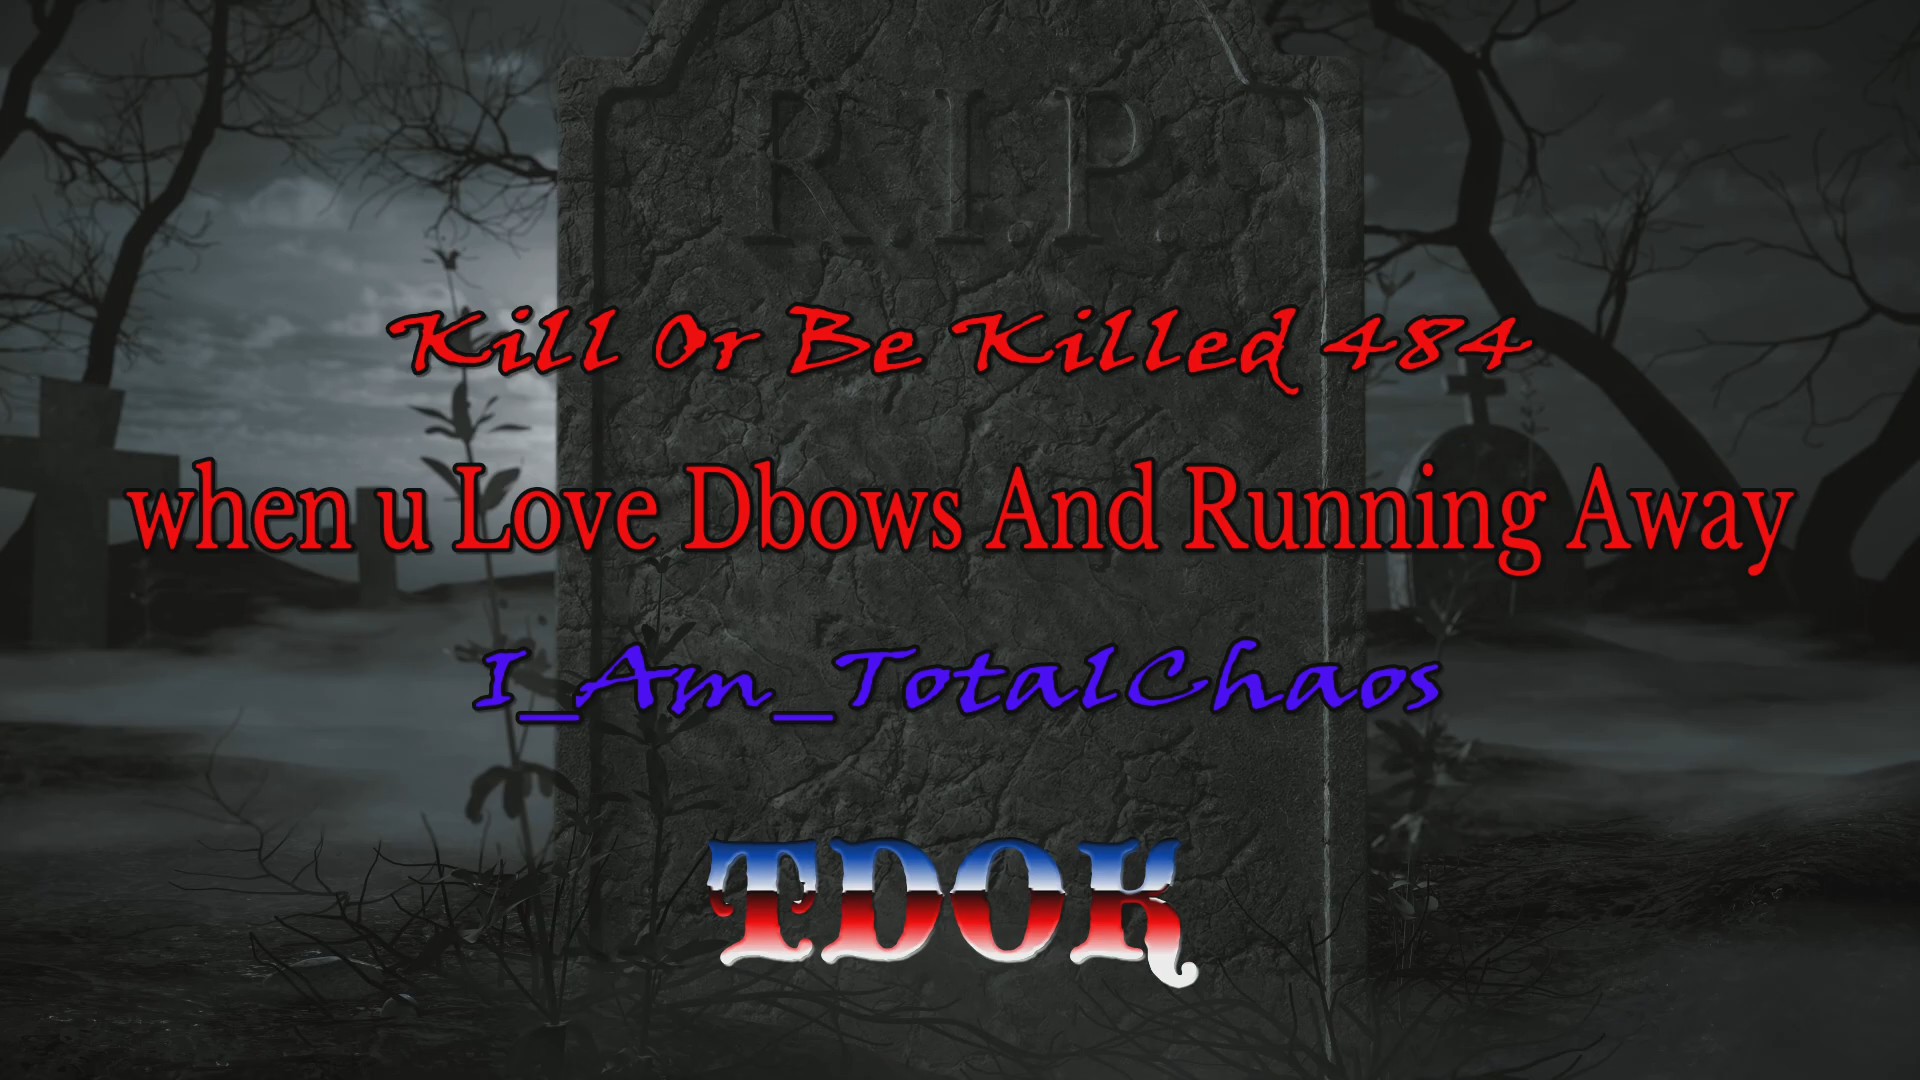 R.I.P.
Kill Or Be Killed 484
when u Love Dbows And Running Away
I_Am_TotalChaos
TDOK